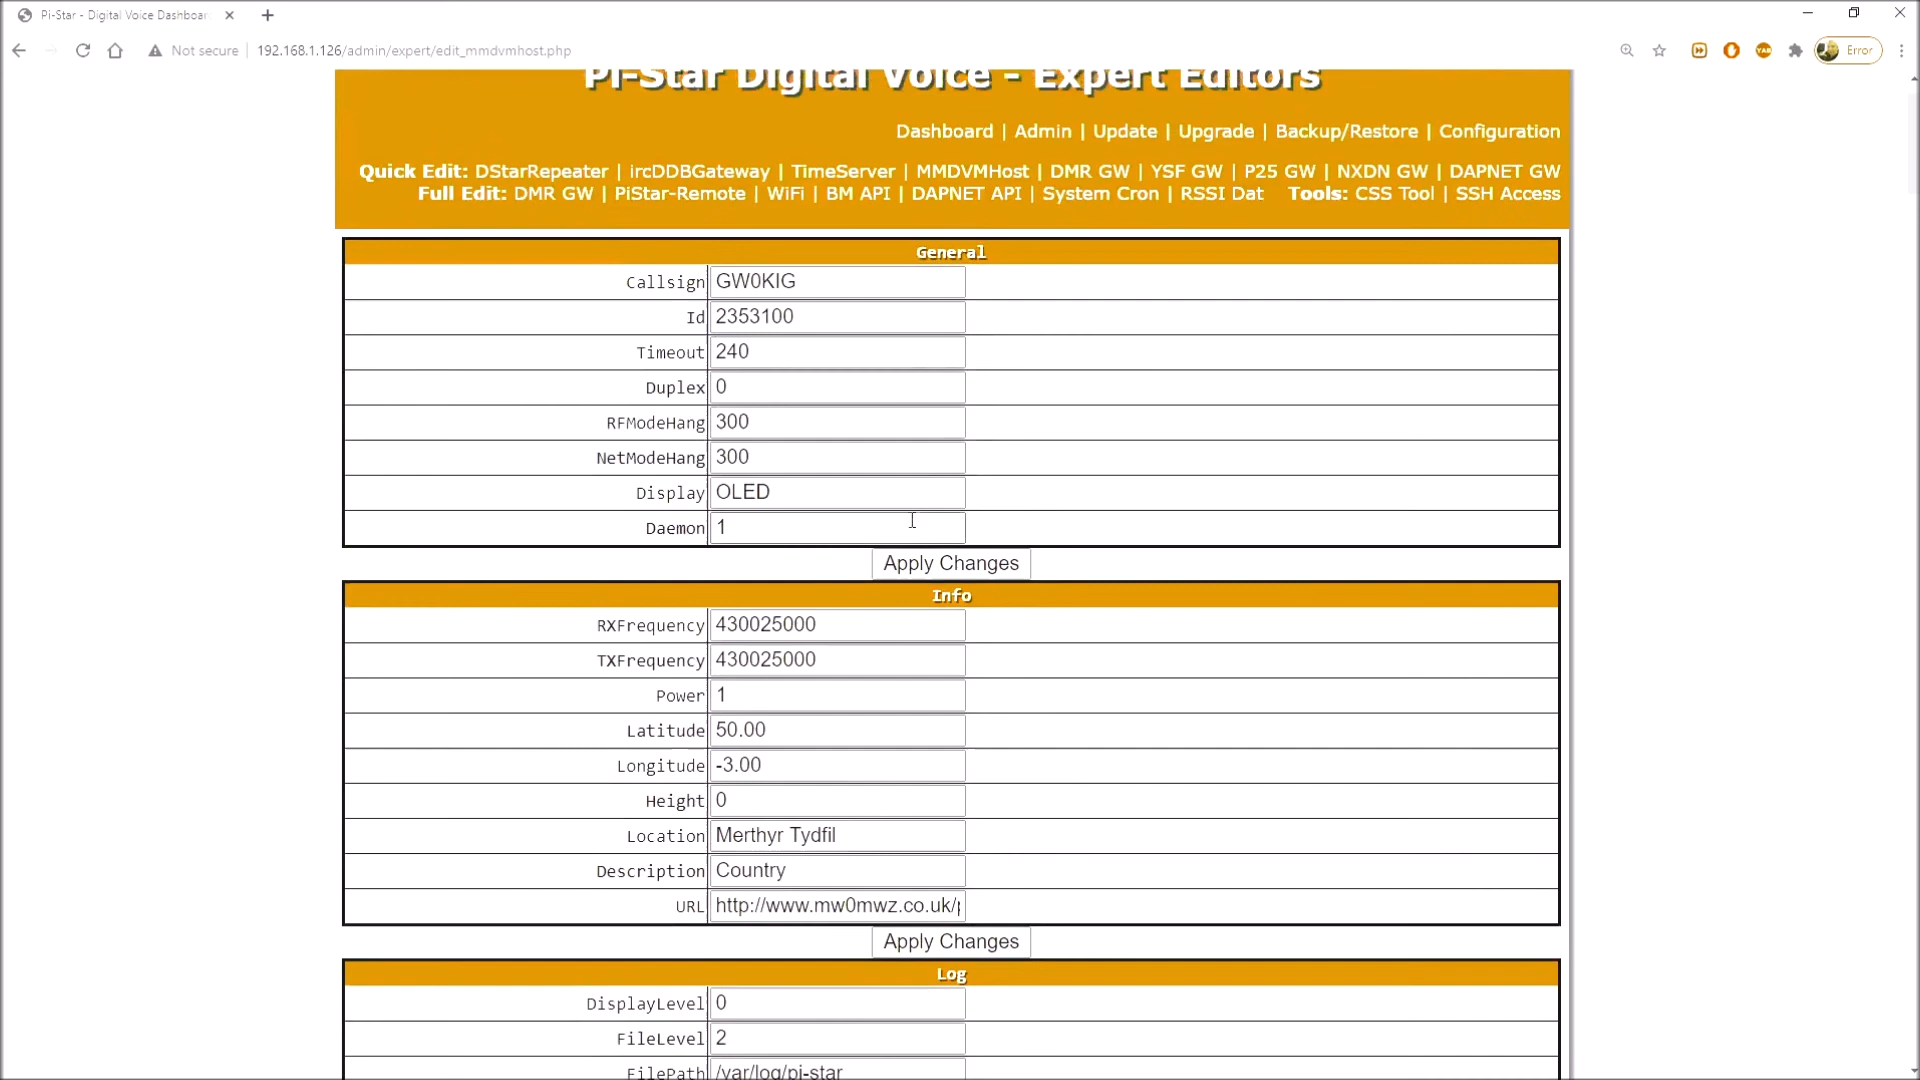 Pi-Star - Digital Voice Dashboar
Not secure 192.168.1.126/admin/expert/edit_mmdvmhost.php
Error
Pi-Star Digital Voice - Expert Editors
Dashboard | Admin | Update | Upgrade | Backup/Restore | Configuration
Quick Edit: DStarRepeater | ircDDBGateway | TimeServer | MMDVMHost | DMR GW | YSF GW | P25 GW | NXDN GW | DAPNET GW
Full Edit: DMR GW | PiStar-Remote | WiFi | BM API | DAPNET API | System Cron | RSSI Dat Tools: CSS Tool | SSH Access
General
Callsign GW0KIG
Id 2353100
Timeout 240
Duplex 0
RFModeHang 300
NetModeHang 300
Display OLED
Daemon 1
Apply Changes
Info
RXFrequency 430025000
TXFrequency 430025000
Power 1
Latitude 50.00
Longitude -3.00
Height 0
Location Merthyr Tydfil
Description Country
URL http://www.mw0mwz.co.uk/p
Apply Changes
Log
DisplayLevel 0
FileLevel 2
FilePath /var/log/pi-star